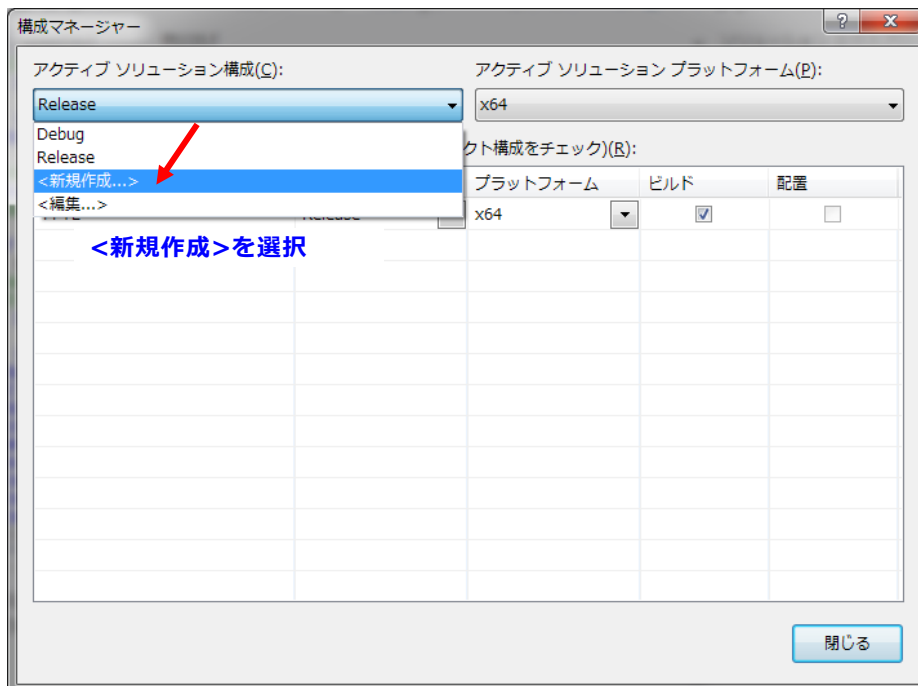 構成マネージャー
アクティブ ソリューション構成(C):
アクティブ ソリューション プラットフォーム(P):
Release
x64
Debug
Release
<新規作成...>
<編集...>
クト構成をチェック)(R):
プラットフォーム ビルド 配置
x64
<新規作成>を選択
閉じる